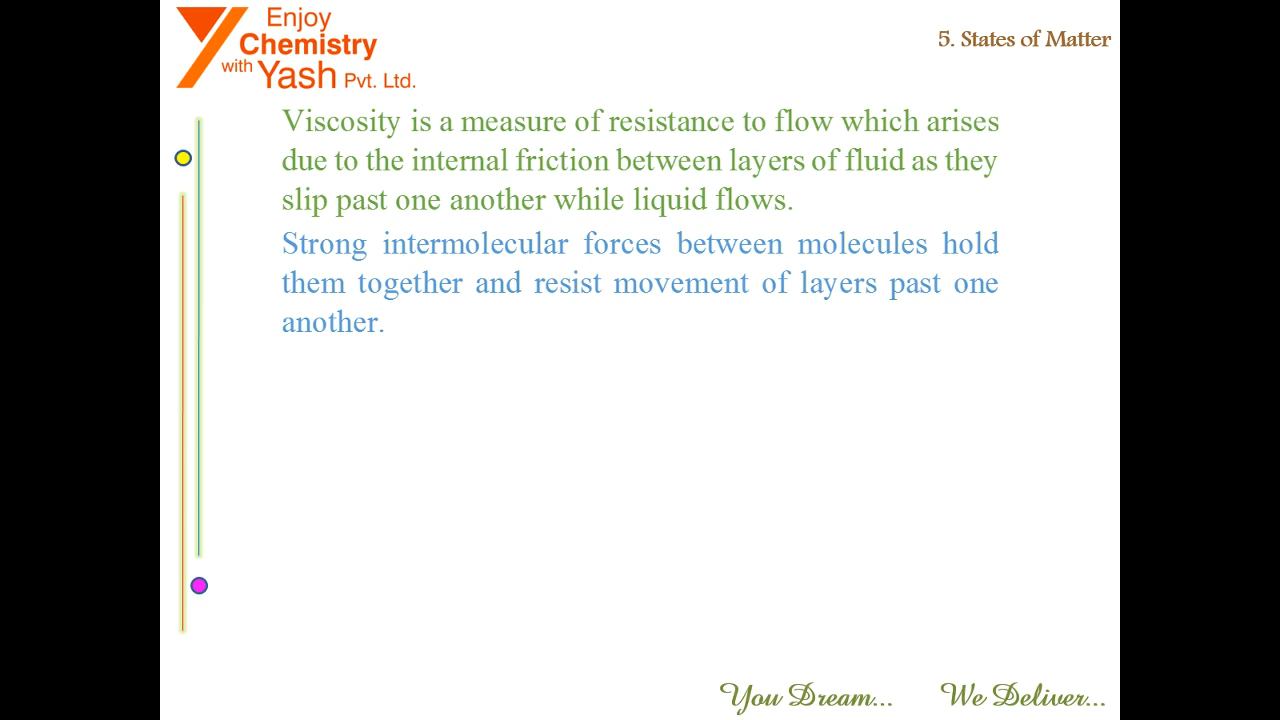 Enjoy
Chemistry
with Yash Pvt. Ltd.
5. States of Matter
Viscosity is a measure of resistance to flow which arises
due to the internal friction between layers of fluid as they
slip past one another while liquid flows.
Strong intermolecular forces between molecules hold
them together and resist movement of layers past one
another.
You Dream... We Deliver...